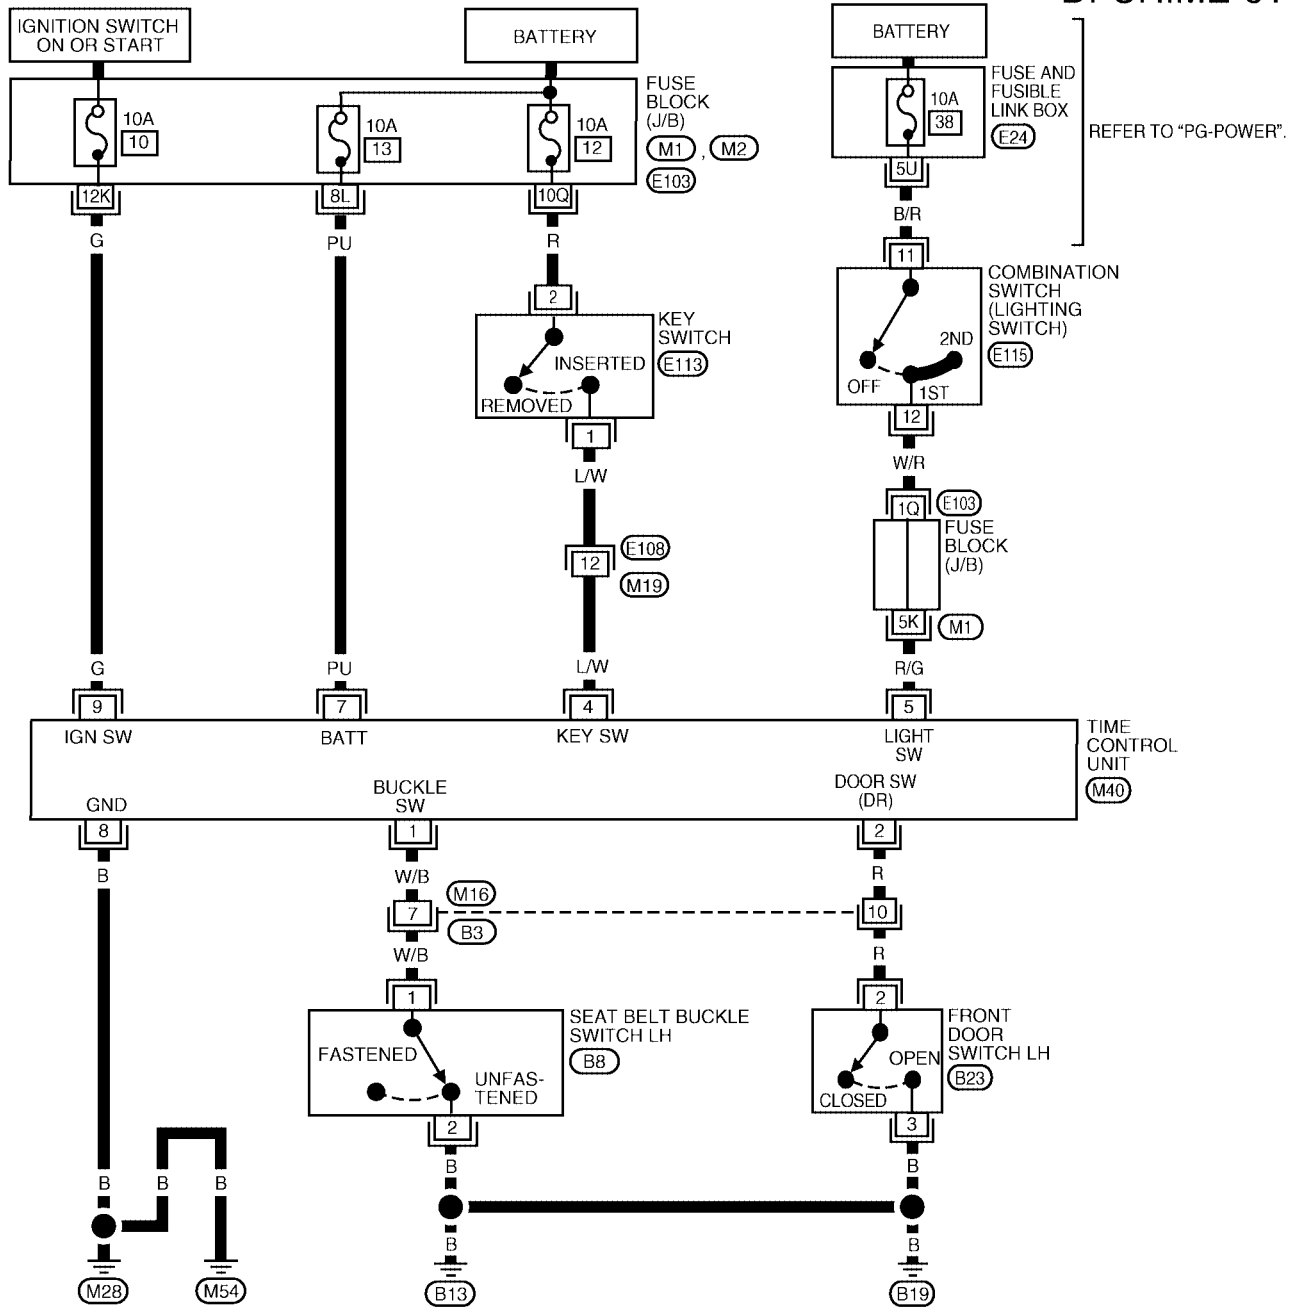 IGNITION SWITCH
ON OR START
BATTERY
BATTERY
10A
10
10A
13
10A
12
FUSE
BLOCK
(J/B)
M1 , M2
E103
10A
38
FUSE AND
FUSIBLE
LINK BOX
E24
REFER TO “PG-POWER”.
12K
8L
10Q
5U
G
PU
R
B/R
11
2
KEY
SWITCH
E113
INSERTED
REMOVED
COMBINATION
SWITCH
(LIGHTING
SWITCH)
E115
2ND
OFF
1ST
1
12
L/W
W/R
1Q
E103
FUSE
BLOCK
(J/B)
12
E108
M19
5K
M1
G
PU
L/W
R/G
9
7
4
5
IGN SW
BATT
KEY SW
LIGHT
SW
TIME
CONTROL
UNIT
M40
GND
BUCKLE
SW
DOOR SW
(DR)
8
1
2
B
W/B
R
M16
7
10
B3
W/B
R
1
2
SEAT BELT BUCKLE
SWITCH LH
B8
FASTENED
UNFAS-
TENED
FRONT
DOOR
SWITCH LH
B23
OPEN
CLOSED
2
3
B
B
B
B
B
B
B
M28
M54
B13
B19